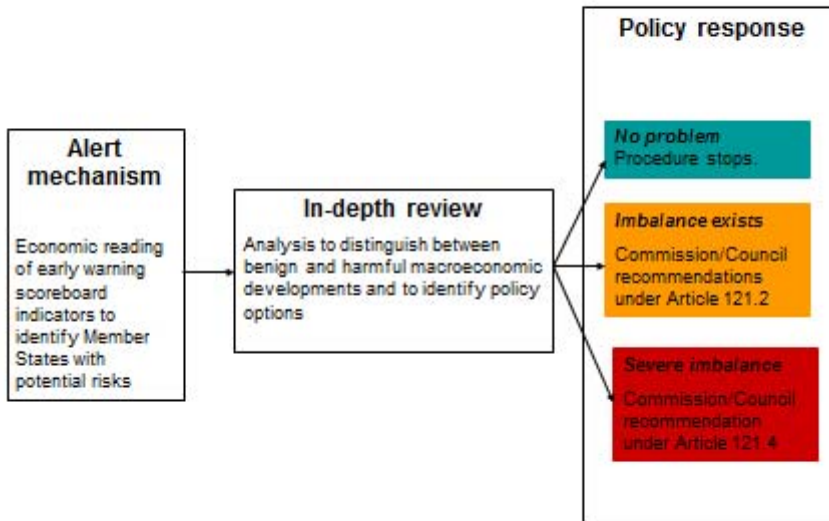 Alert
mechanism
Economic reading
of early warning
scoreboard
indicators to
identify Member
States with
potential risks
In-depth review
Analysis to distinguish between
benign and harmful macroeconomic
developments and to identify policy
options
Policy response
No problem
Procedure stops.
Imbalance exists
Commission/Council
recommendations
under Article 121.2
Severe imbalance
Commission/Council
recommendation
under Article 121.4